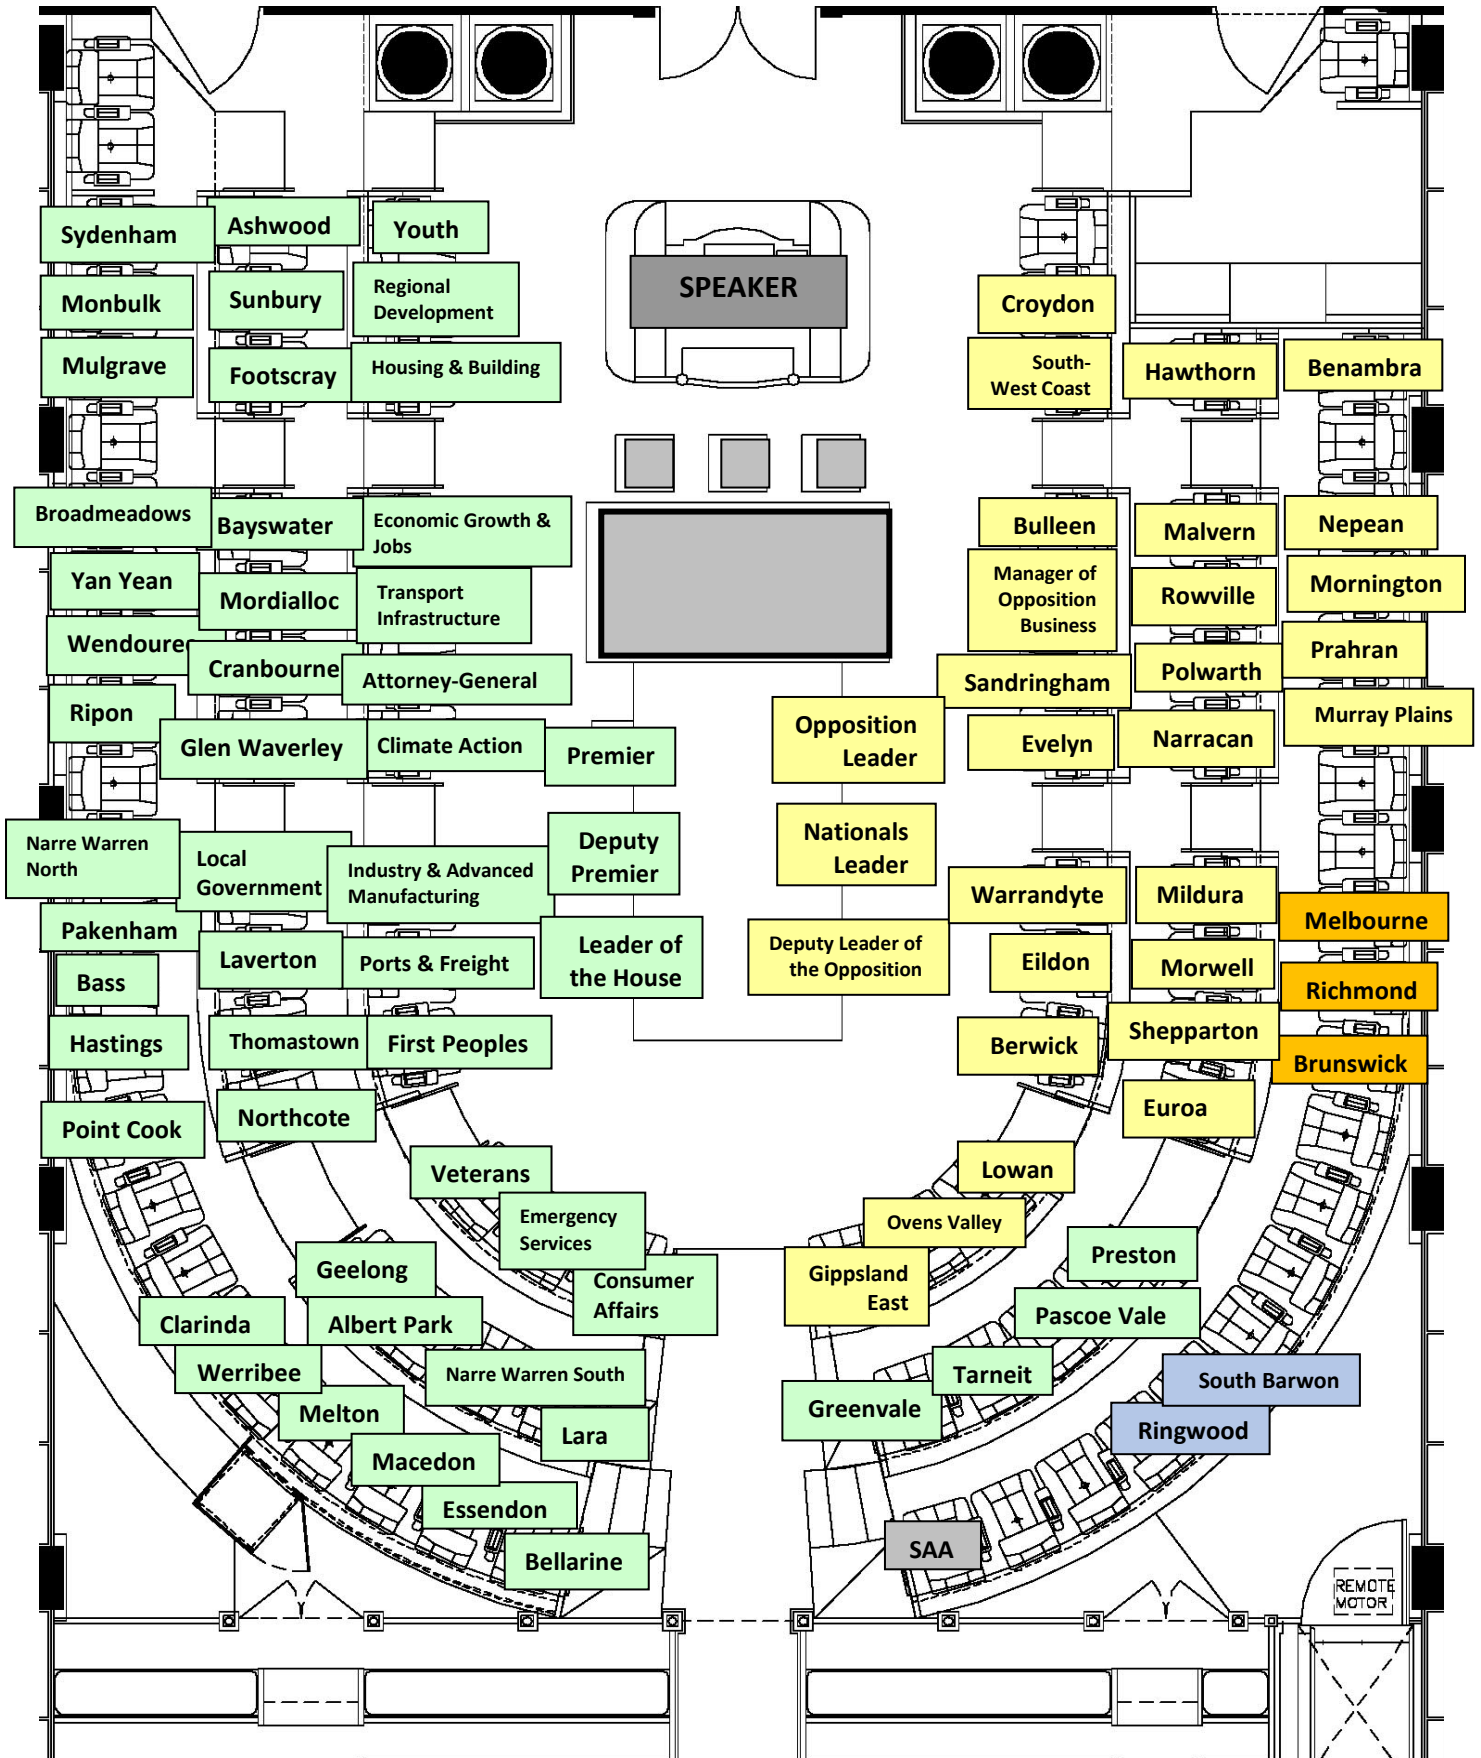 Sydenham
Ashwood
Youth
SPEAKER
Monbulk
Sunbury
Regional
Development
Croydon
Mulgrave
Footscray
Housing & Building
South-
West Coast
Hawthorn
Benambra
Broadmeadows
Bayswater
Economic Growth &
Jobs
Bulleen
Malvern
Nepean
Yan Yean
Mordialloc
Transport
Infrastructure
Manager of
Opposition
Business
Rowville
Mornington
Wendouree
Cranbourne
Attorney-General
Sandringham
Polwarth
Prahran
Ripon
Glen Waverley
Climate Action
Premier
Opposition
Leader
Evelyn
Narracan
Murray Plains
Narre Warren
North
Local
Government
Industry & Advanced
Manufacturing
Deputy
Premier
Nationals
Leader
Warrandyte
Mildura
Melbourne
Pakenham
Laverton
Ports & Freight
Leader of
the House
Deputy Leader of
the Opposition
Eildon
Morwell
Richmond
Bass
Hastings
Thomastown
First Peoples
Berwick
Shepparton
Brunswick
Point Cook
Northcote
Euroa
Veterans
Lowan
Emergency
Services
Ovens Valley
Geelong
Consumer
Affairs
Gippsland
East
Preston
Clarinda
Albert Park
Pascoe Vale
Werribee
Narre Warren South
Tarneit
South Barwon
Melton
Lara
Greenvale
Ringwood
Macedon
Essendon
Bellarine
SAA
REMOTE
MOTOR